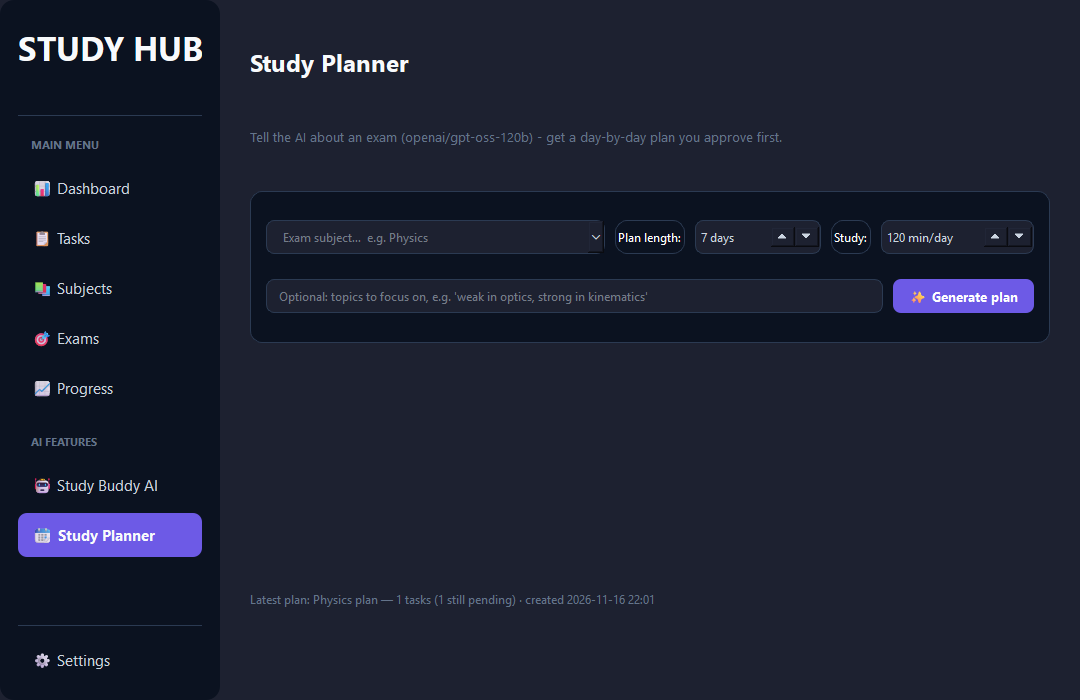 STUDY HUB
MAIN MENU
Dashboard
Tasks
Subjects
Exams
Progress
AI FEATURES
Study Buddy AI
Study Planner
Settings
Study Planner
Tell the AI about an exam (openai/gpt-oss-120b) - get a day-by-day plan you approve first.
Exam subject... e.g. Physics Plan length: 7 days Study: 120 min/day
Optional: topics to focus on, e.g. 'weak in optics, strong in kinematics' Generate plan
Latest plan: Physics plan — 1 tasks (1 still pending) · created 2026-11-16 22:01